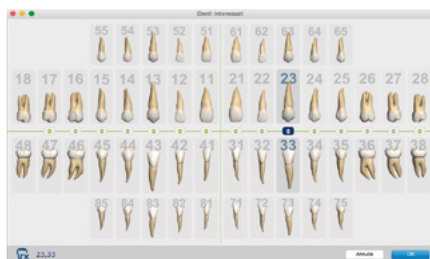 Denti interessati
55 54 53 52 51 61 62 63 64 65
18 17 16 15 14 13 12 11 21 22 23 24 25 26 27 28
48 47 46 45 44 43 42 41 31 32 33 34 35 36 37 38
85 84 83 82 81 71 72 73 74 75
23,33 Annulla OK